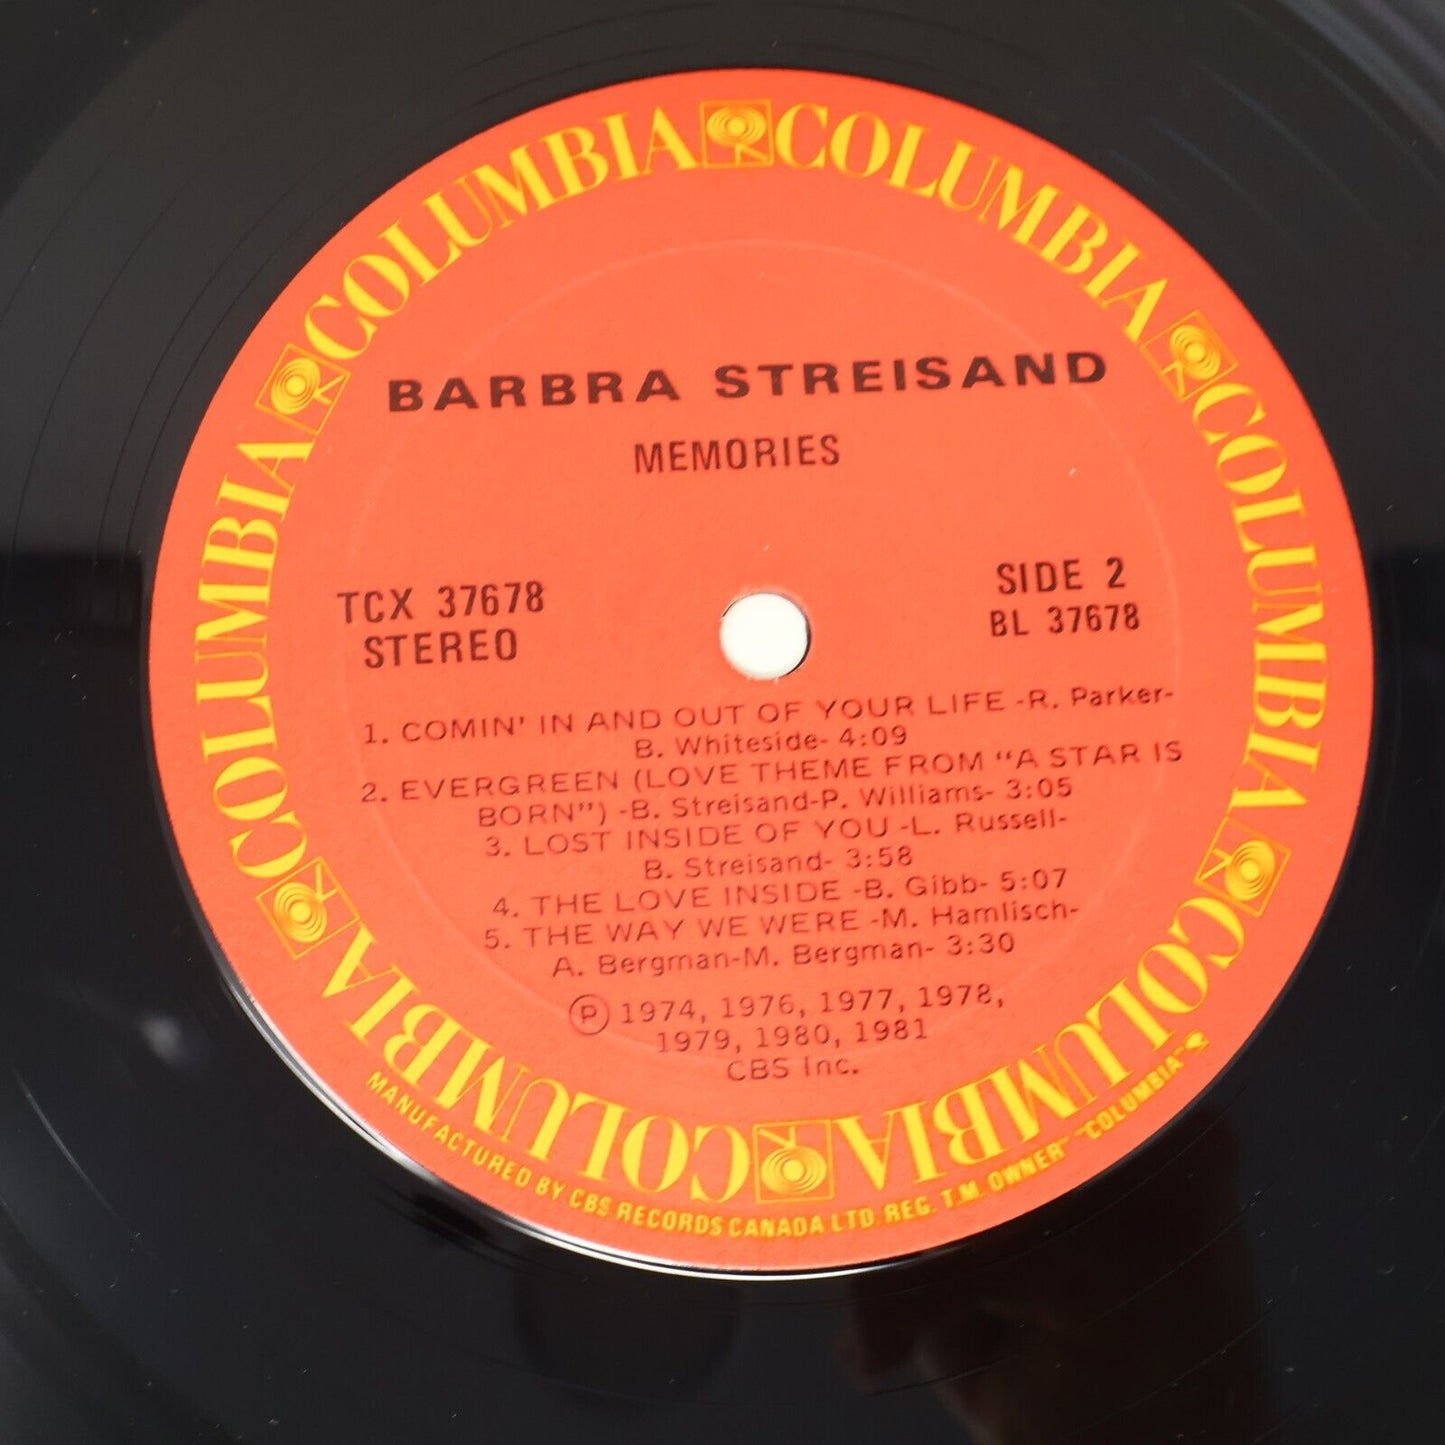 COLUMBIA COLUMBIA COLUMBIA COLUMBIA COLUMBIA COLUMBIA
BARBRA STREISAND
MEMORIES
TCX 37678
STEREO
SIDE 2
BL 37678
1. COMIN' IN AND OUT OF YOUR LIFE -R. Parker-
B. Whiteside- 4:09
2. EVERGREEN (LOVE THEME FROM "A STAR IS
BORN") -B. Streisand-P. Williams- 3:05
3. LOST INSIDE OF YOU -L. Russell-
B. Streisand- 3:58
4. THE LOVE INSIDE -B. Gibb- 5:07
5. THE WAY WE WERE -M. Hamlisch-
A. Bergman-M. Bergman- 3:30
Ⓟ 1974, 1976, 1977, 1978,
1979, 1980, 1981
CBS Inc.
MANUFACTURED BY CBS RECORDS CANADA LTD. REG. T.M. OWNER "COLUMBIA"